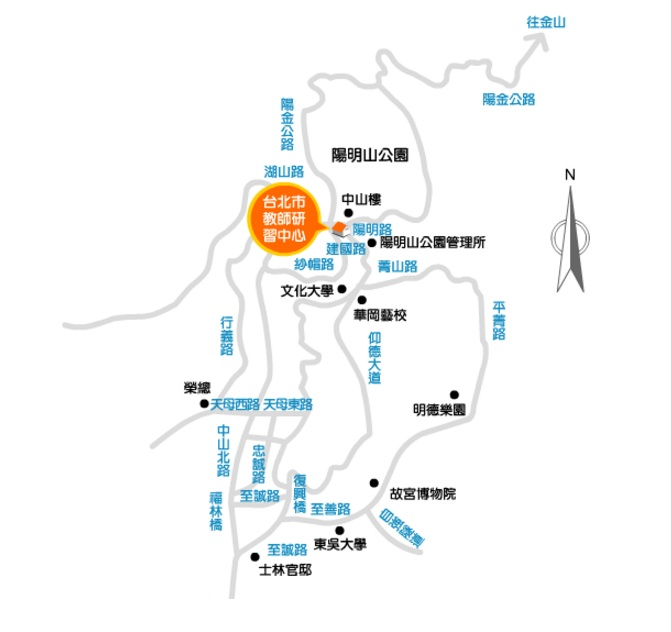 往金山
陽金公路
陽金公路
陽明山公園
湖山路
N
台北市
教師研
習中心
中山樓
陽明路
建國路
陽明山公園管理所
紗帽路
菁山路
文化大學
華岡藝校
平菁路
行義路
仰德大道
榮總
天母西路
天母東路
明德樂園
中山北路
忠誠路
復興橋
故宮博物院
福林橋
至誠路
至善路
自強隧道
東吳大學
至誠路
士林官邸